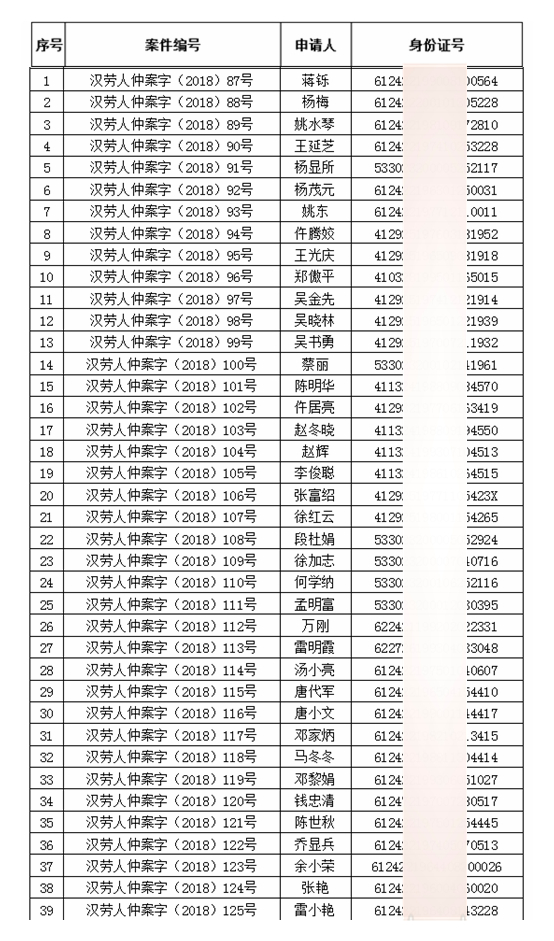 序号 案件编号 申请人 身份证号
1 汉劳人仲案字（2018）87号 蒋铄 6124 00564
2 汉劳人仲案字（2018）88号 杨梅 6124 05228
3 汉劳人仲案字（2018）89号 姚水琴 6124 72810
4 汉劳人仲案字（2018）90号 王延芝 6124 53228
5 汉劳人仲案字（2018）91号 杨显所 5330 52117
6 汉劳人仲案字（2018）92号 杨茂元 6124 50031
7 汉劳人仲案字（2018）93号 姚东 6124 0011
8 汉劳人仲案字（2018）94号 仵腾姣 4129 31952
9 汉劳人仲案字（2018）95号 王光庆 4129 31918
10 汉劳人仲案字（2018）96号 郑傲平 4103 65015
11 汉劳人仲案字（2018）97号 吴金先 4129 21914
12 汉劳人仲案字（2018）98号 吴晓林 4129 21939
13 汉劳人仲案字（2018）99号 吴书勇 4129 1932
14 汉劳人仲案字（2018）100号 蔡丽 5330 1961
15 汉劳人仲案字（2018）101号 陈明华 4113 34570
16 汉劳人仲案字（2018）102号 仵居亮 4129 53419
17 汉劳人仲案字（2018）103号 赵冬晓 4113 4550
18 汉劳人仲案字（2018）104号 赵辉 4113 4513
19 汉劳人仲案字（2018）105号 李俊聪 4113 4515
20 汉劳人仲案字（2018）106号 张富绍 4129 5423X
21 汉劳人仲案字（2018）107号 徐红云 4129 4265
22 汉劳人仲案字（2018）108号 段杜娟 5330 2924
23 汉劳人仲案字（2018）109号 徐加志 5330 0716
24 汉劳人仲案字（2018）110号 何学纳 5330 2116
25 汉劳人仲案字（2018）111号 孟明富 5330 0395
26 汉劳人仲案字（2018）112号 万刚 6224 22331
27 汉劳人仲案字（2018）113号 雷明霞 6227 33048
28 汉劳人仲案字（2018）114号 汤小亮 6124 0607
29 汉劳人仲案字（2018）115号 唐代军 6124 4410
30 汉劳人仲案字（2018）116号 唐小文 6124 4417
31 汉劳人仲案字（2018）117号 邓家炳 6124 3415
32 汉劳人仲案字（2018）118号 马冬冬 6124 4414
33 汉劳人仲案字（2018）119号 邓黎娟 6124 1027
34 汉劳人仲案字（2018）120号 钱忠清 6124 0517
35 汉劳人仲案字（2018）121号 陈世秋 6124 4445
36 汉劳人仲案字（2018）122号 乔显兵 6124 70513
37 汉劳人仲案字（2018）123号 余小荣 61242 00026
38 汉劳人仲案字（2018）124号 张艳 6124 0020
39 汉劳人仲案字（2018）125号 雷小艳 6124 3228